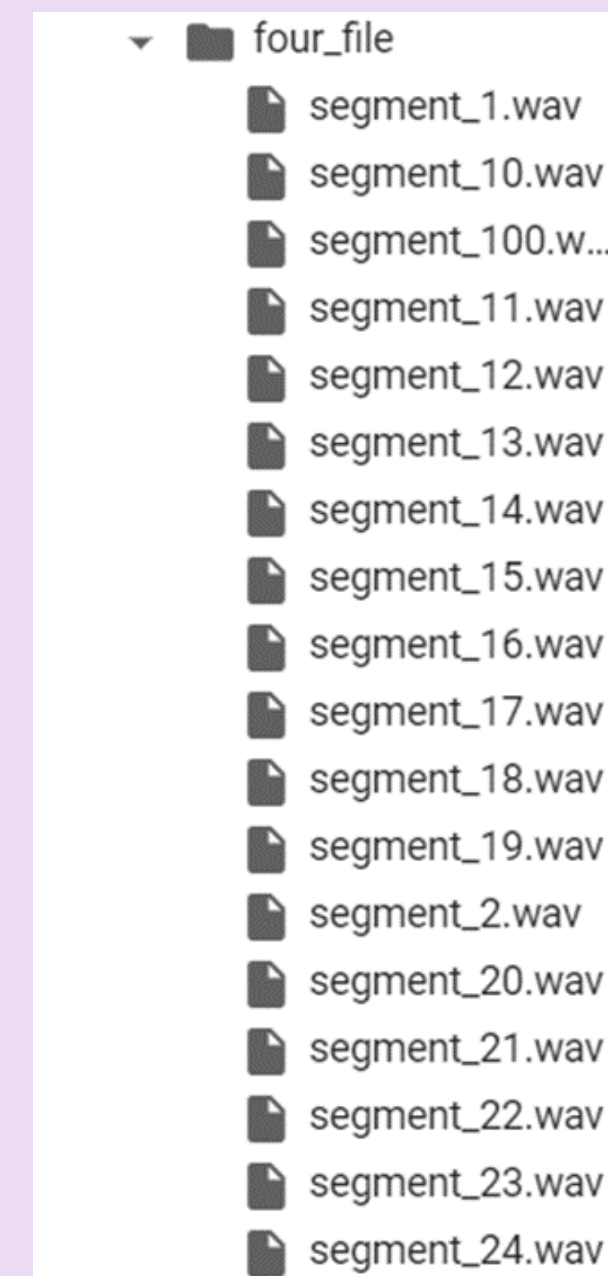 four_file
segment_1.wav
segment_10.wav
segment_100.w...
segment_11.wav
segment_12.wav
segment_13.wav
segment_14.wav
segment_15.wav
segment_16.wav
segment_17.wav
segment_18.wav
segment_19.wav
segment_2.wav
segment_20.wav
segment_21.wav
segment_22.wav
segment_23.wav
segment_24.wav